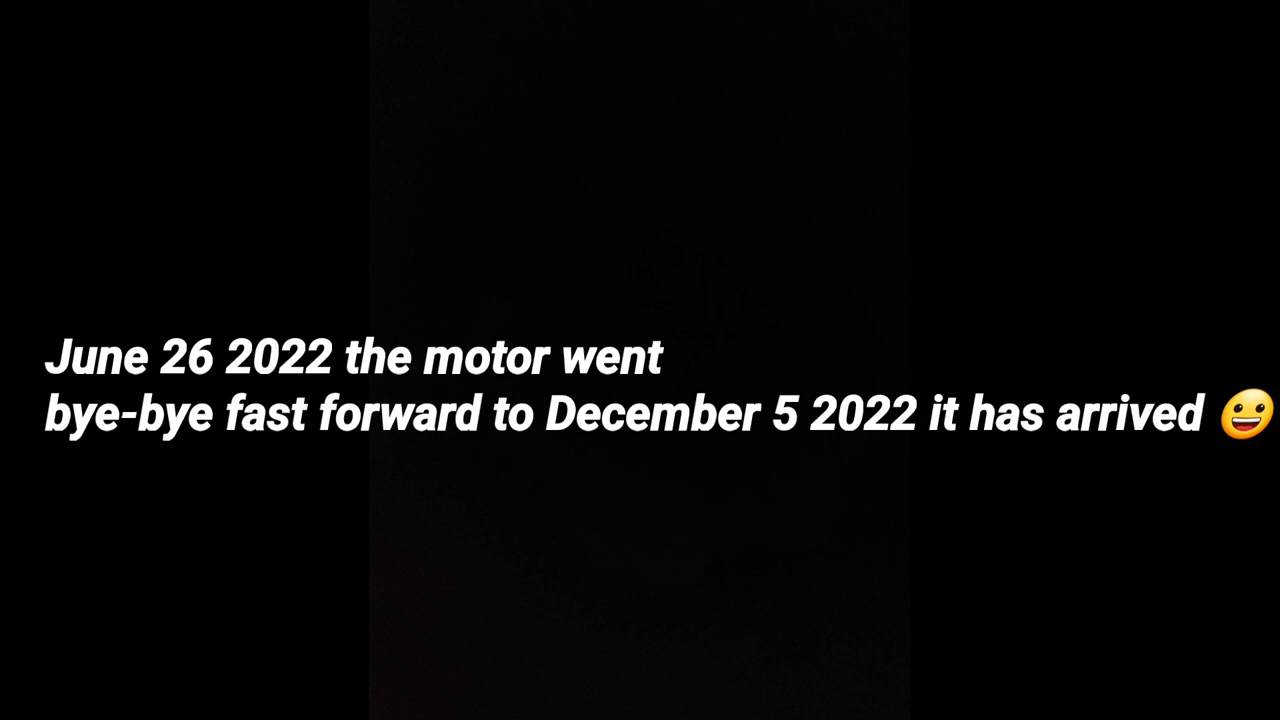 June 26 2022 the motor went
bye-bye fast forward to December 5 2022 it has arrived 😀